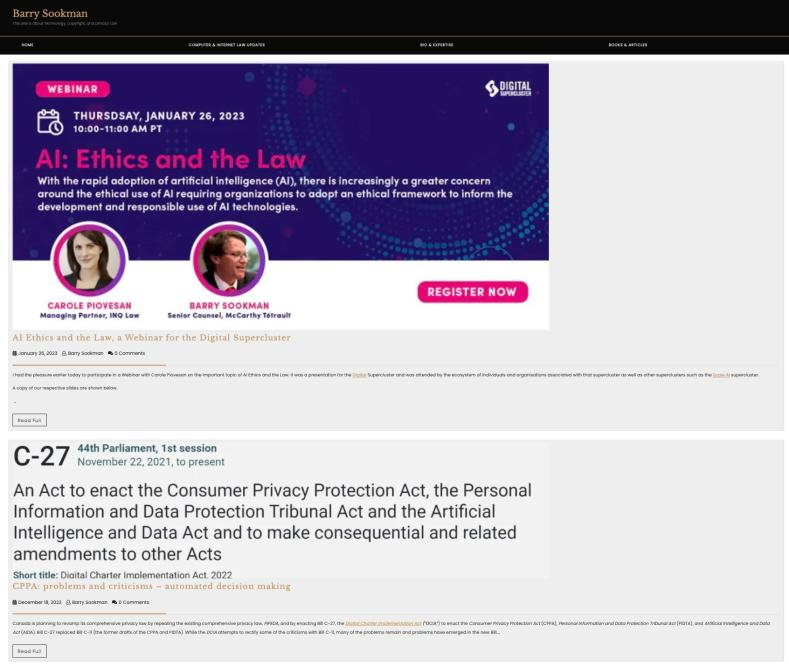 Barry Sookman
This site is about technology, copyright, and privacy law
HOME
COMPUTER & INTERNET LAW UPDATES
BIO & EXPERTISE
BOOKS & ARTICLES
WEBINAR
DIGITAL
SUPERCLUSTER
THURSDSAY, JANUARY 26, 2023
10:00-11:00 AM PT
AI: Ethics and the Law
With the rapid adoption of artificial intelligence (AI), there is increasingly a greater concern
around the ethical use of AI requiring organizations to adopt an ethical framework to inform the
development and responsible use of AI technologies.
CAROLE PIOVESAN
Managing Partner, INQ Law
BARRY SOOKMAN
Senior Counsel, McCarthy Tétrault
REGISTER NOW
AI Ethics and the Law, a Webinar for the Digital Supercluster
January 26, 2023 Barry Sookman 0 Comments
I had the pleasure earlier today to participate in a Webinar with Carole Piovesan on the important topic of AI Ethics and the Law. It was a presentation for the Digital Supercluster and was attended by the ecosystem of individuals and organisations associated with that supercluster as well as other superclusters such as the Scale AI supercluster.
A copy of our respective slides are shown below.
..
Read Full
C-27
44th Parliament, 1st session
November 22, 2021, to present
An Act to enact the Consumer Privacy Protection Act, the Personal
Information and Data Protection Tribunal Act and the Artificial
Intelligence and Data Act and to make consequential and related
amendments to other Acts
Short title: Digital Charter Implementation Act, 2022
CPPA: problems and criticisms – automated decision making
December 18, 2022 Barry Sookman 0 Comments
Canada is planning to revamp its comprehensive privacy law by repealing the existing comprehensive privacy law, PIPEDA, and by enacting Bill C-27, the Digital Charter Implementation Act ("DCIA") to enact the Consumer Privacy Protection Act (CPPA), Personal Information and Data Protection Tribunal Act (PIDTA), and Artificial Intelligence and Data
Act (AIDA). Bill C-27 replaced Bill C-11 (the former drafts of the CPPA and PIDTA). While the DCIA attempts to rectify some of the criticisms with Bill C-11, many of the problems remain and problems have emerged in the new Bill...
Read Full